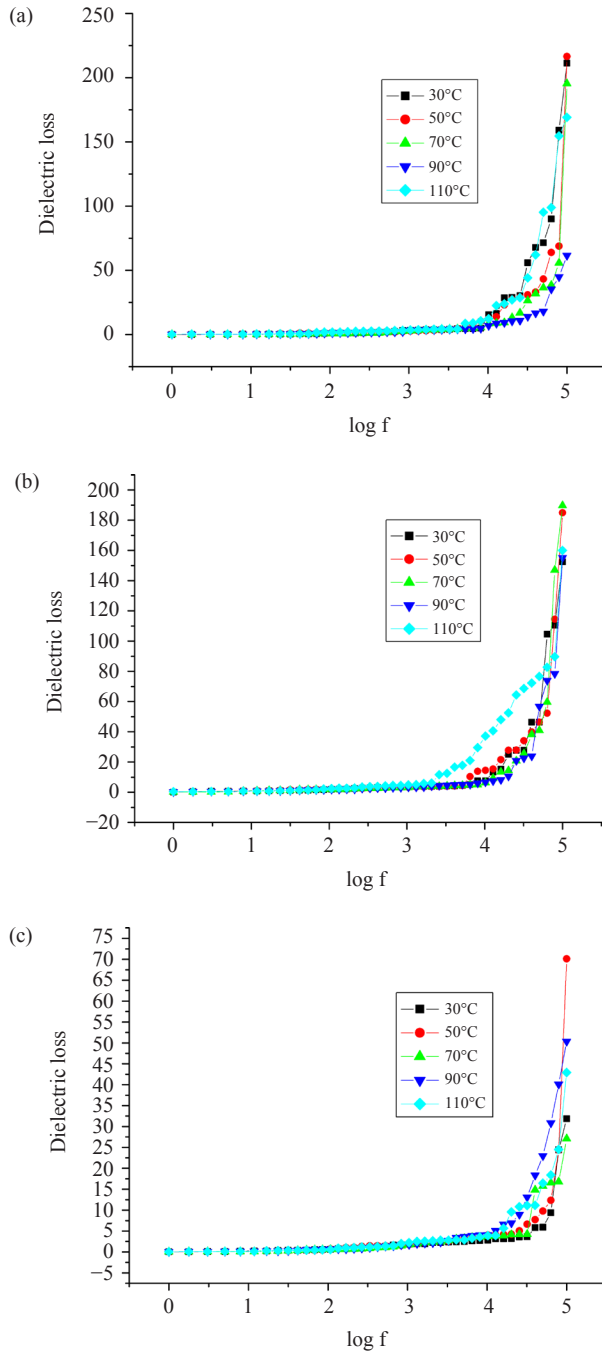 (a)
250
200
150
100
50
0
Dielectric loss
30°C
50°C
70°C
90°C
110°C
0 1 2 3 4 5
log f
(b)
200
180
160
140
120
100
80
60
40
20
0
−20
Dielectric loss
30°C
50°C
70°C
90°C
110°C
0 1 2 3 4 5
log f
(c)
75
70
65
60
55
50
45
40
35
30
25
20
15
10
5
0
−5
Dielectric loss
30°C
50°C
70°C
90°C
110°C
0 1 2 3 4 5
log f